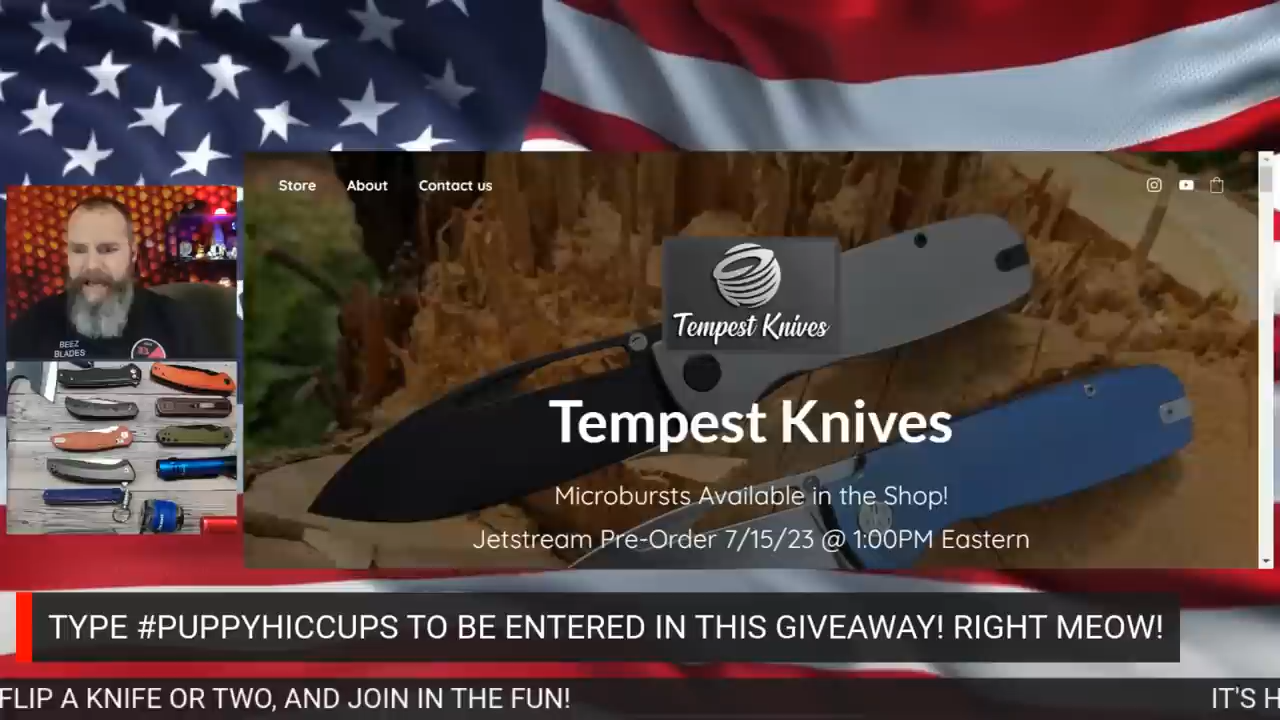 Store About Contact us
Tempest Knives
Tempest Knives
Microbursts Available in the Shop!
Jetstream Pre-Order 7/15/23 @ 1:00PM Eastern
BEEZ
BLADES
TYPE #PUPPYHICCUPS TO BE ENTERED IN THIS GIVEAWAY! RIGHT MEOW!
FLIP A KNIFE OR TWO, AND JOIN IN THE FUN! IT'S H